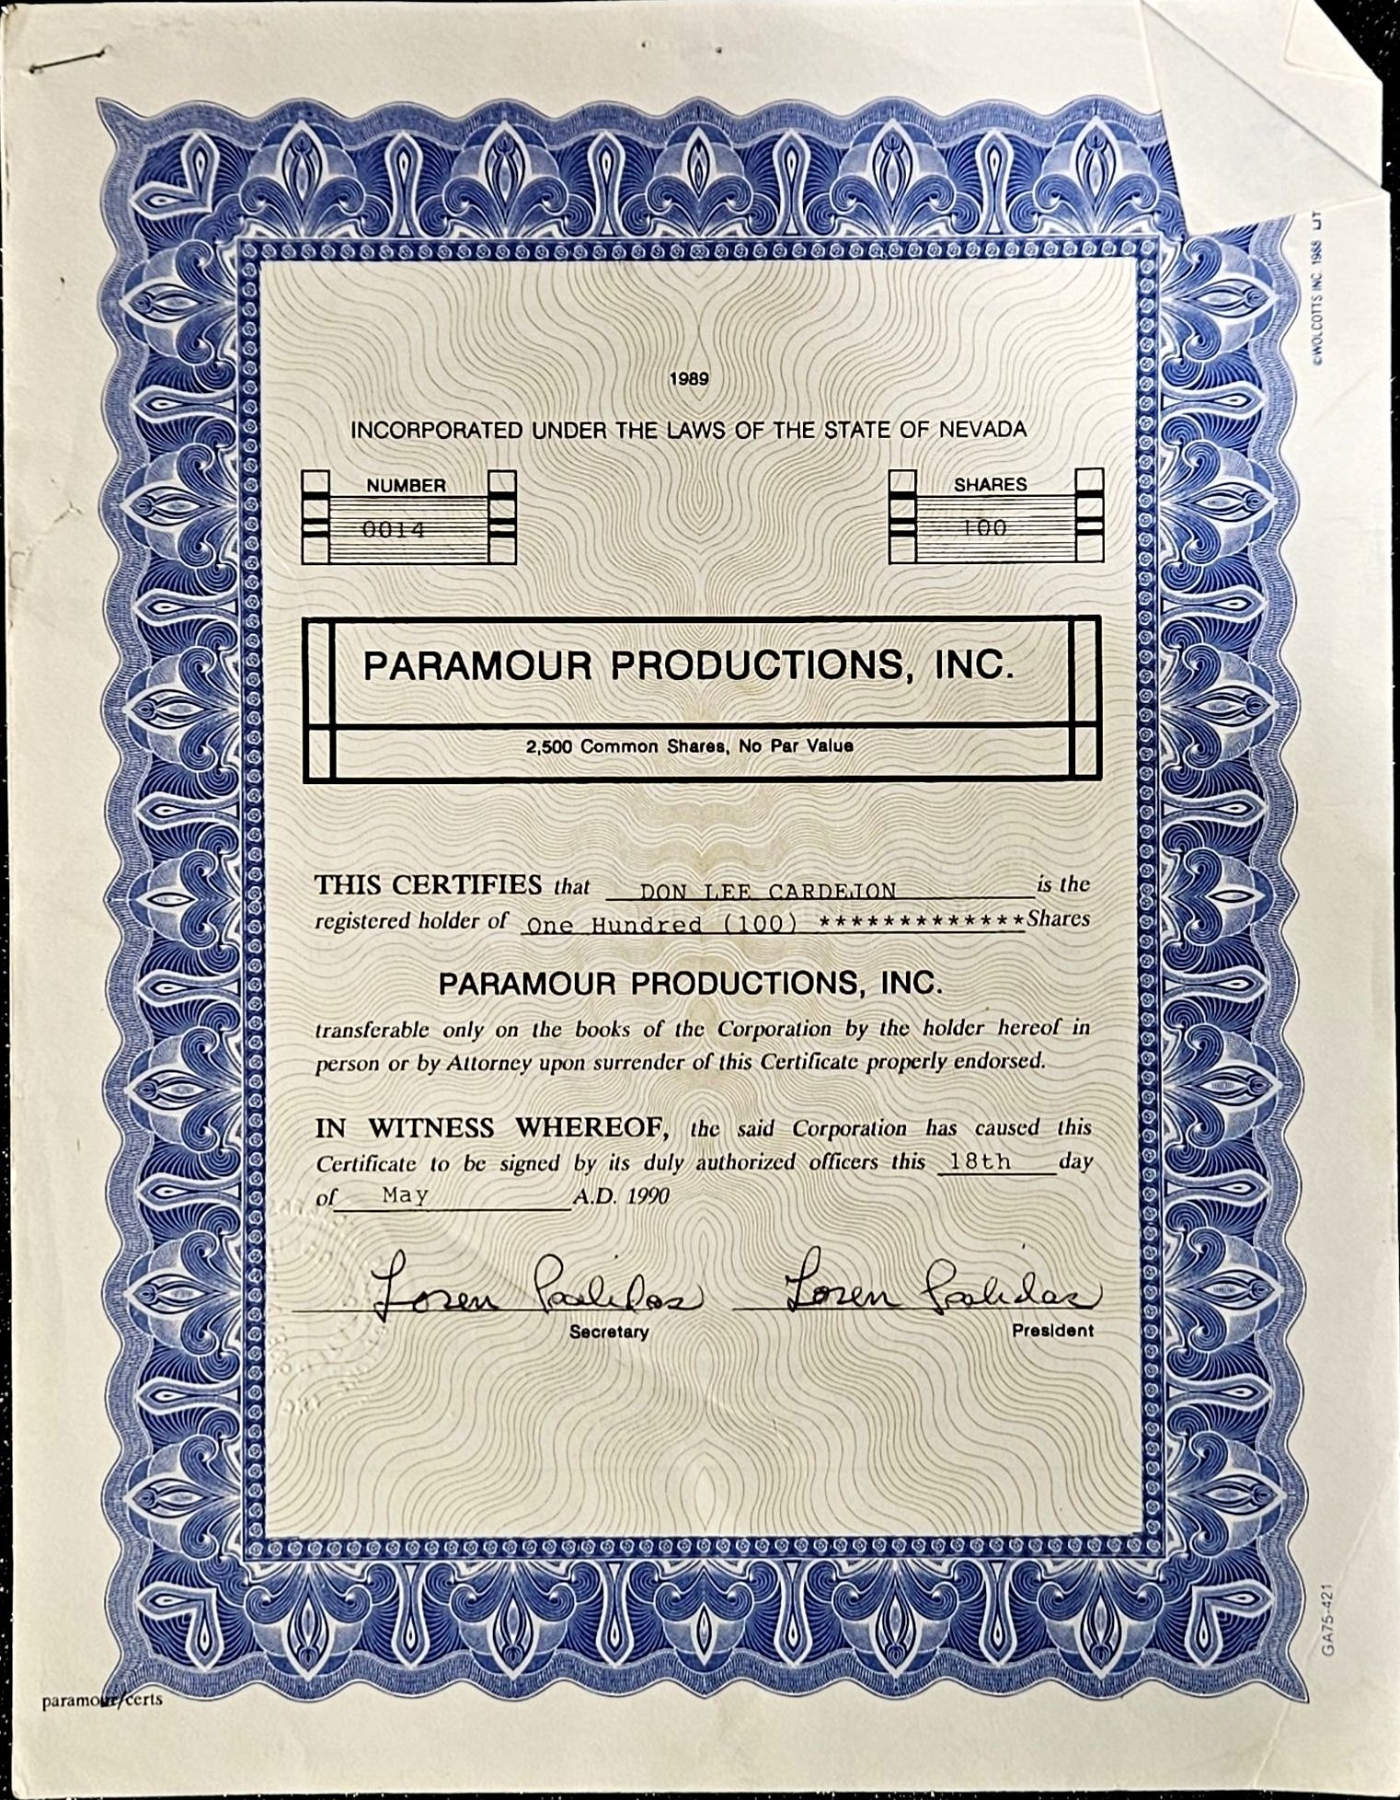 ©WOLCOTTS INC 1988
1989
INCORPORATED UNDER THE LAWS OF THE STATE OF NEVADA
NUMBER
0014
SHARES
100
PARAMOUR PRODUCTIONS, INC.
2,500 Common Shares, No Par Value
THIS CERTIFIES that DON LEE CARDEJON is the
registered holder of One Hundred (100) *************Shares
PARAMOUR PRODUCTIONS, INC.
transferable only on the books of the Corporation by the holder hereof in
person or by Attorney upon surrender of this Certificate properly endorsed.
IN WITNESS WHEREOF, the said Corporation has caused this
Certificate to be signed by its duly authorized officers this 18th day
of May A.D. 1990
Loren Loren
Secretary
President
GA75-421
paramour/certs